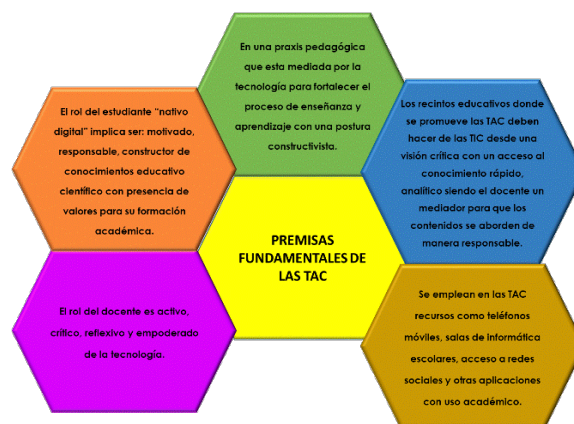 En una praxis pedagógica
que esta mediada por la
tecnología para fortalecer el
proceso de enseñanza y
aprendizaje con una postura
constructivista.
El rol del estudiante “nativo
digital” implica ser: motivado,
responsable, constructor de
conocimientos educativo
científico con presencia de
valores para su formación
académica.
Los recintos educativos donde
se promueve las TAC deben
hacer de las TIC desde una
visión crítica con un acceso al
conocimiento rápido,
analítico siendo el docente un
mediador para que los
contenidos se aborden de
manera responsable.
PREMISAS
FUNDAMENTALES DE
LAS TAC
El rol del docente es activo,
crítico, reflexivo y empoderado
de la tecnología.
Se emplean en las TAC
recursos como teléfonos
móviles, salas de informática
escolares, acceso a redes
sociales y otras aplicaciones
con uso académico.